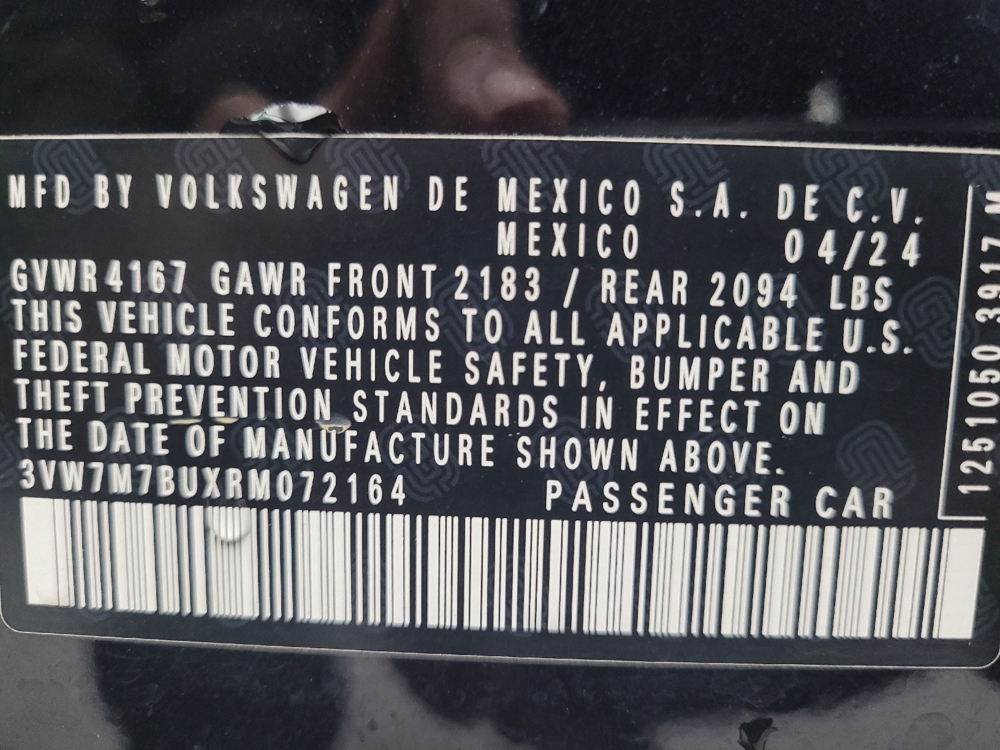 MFD BY VOLKSWAGEN DE MEXICO S.A. DE C.V.
MEXICO 04/24
GVWR 4167 GAWR FRONT 2183 / REAR 2094 LBS
THIS VEHICLE CONFORMS TO ALL APPLICABLE U.S.
FEDERAL MOTOR VEHICLE SAFETY, BUMPER AND
THEFT PREVENTION STANDARDS IN EFFECT ON
THE DATE OF MANUFACTURE SHOWN ABOVE.
3VW7M7BUXRM072164 PASSENGER CAR
1251050 3917 M